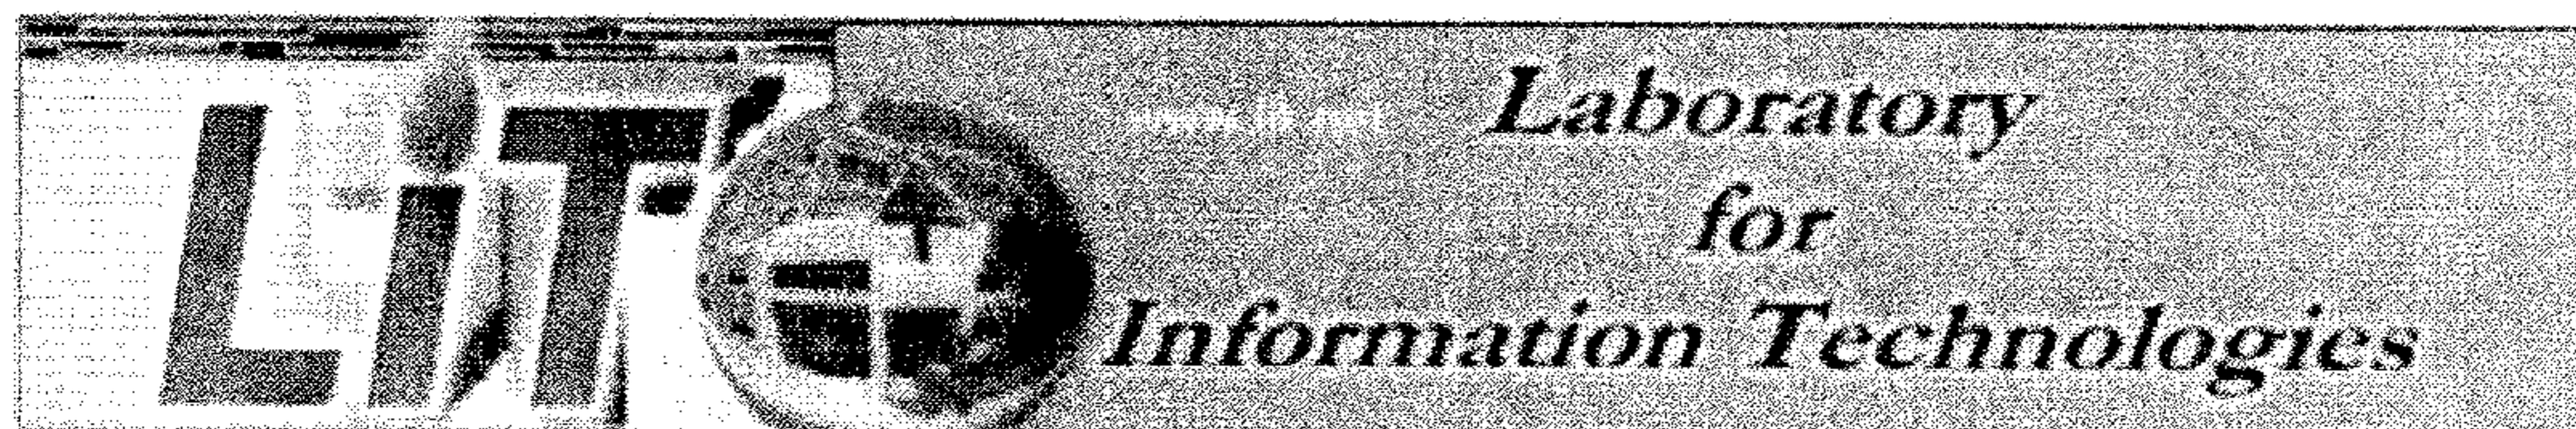 LiT
Laboratory
for
Information Technologies